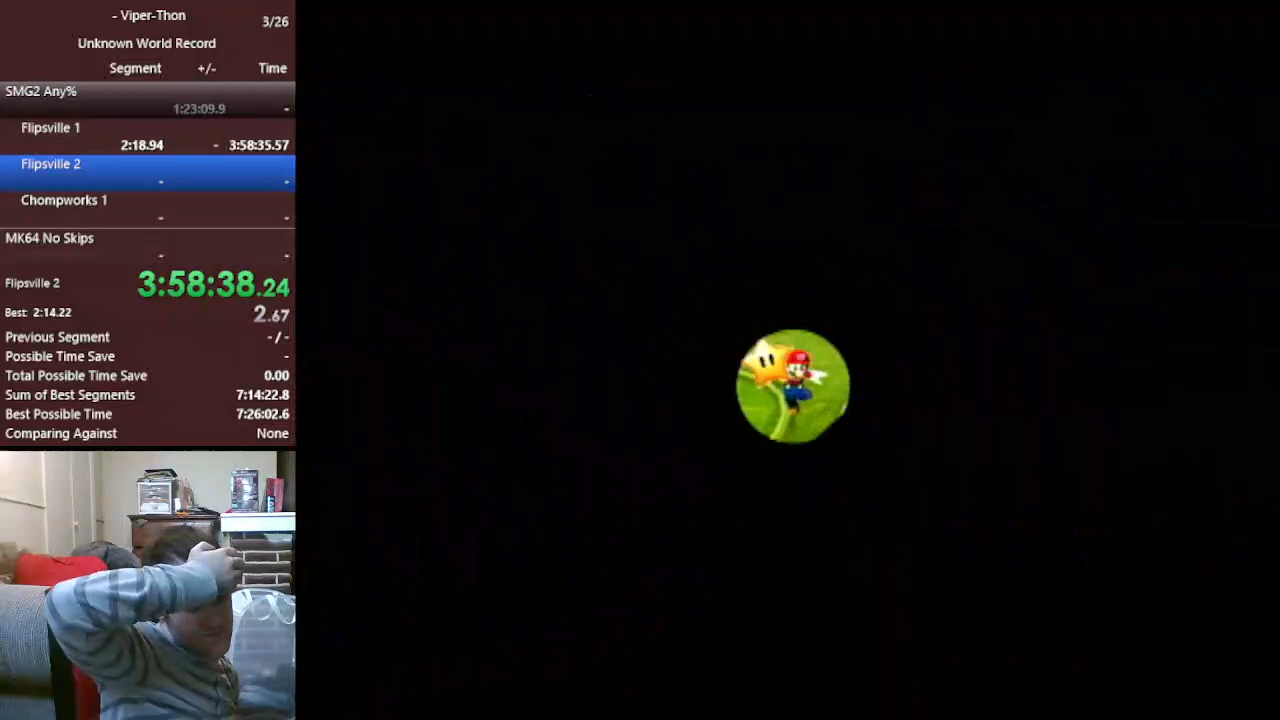 - Viper-Thon
3/26
Unknown World Record
Segment +/- Time
SMG2 Any%
1:23:09.9 -
Flipsville 1
2:18.94 - 3:58:35.57
Flipsville 2
- -
Chompworks 1
- -
MK64 No Skips
- -
Flipsville 2 3:58:38.24
Best: 2:14.22 2.67
Previous Segment - / -
Possible Time Save -
Total Possible Time Save 0.00
Sum of Best Segments 7:14:22.8
Best Possible Time 7:26:02.6
Comparing Against None